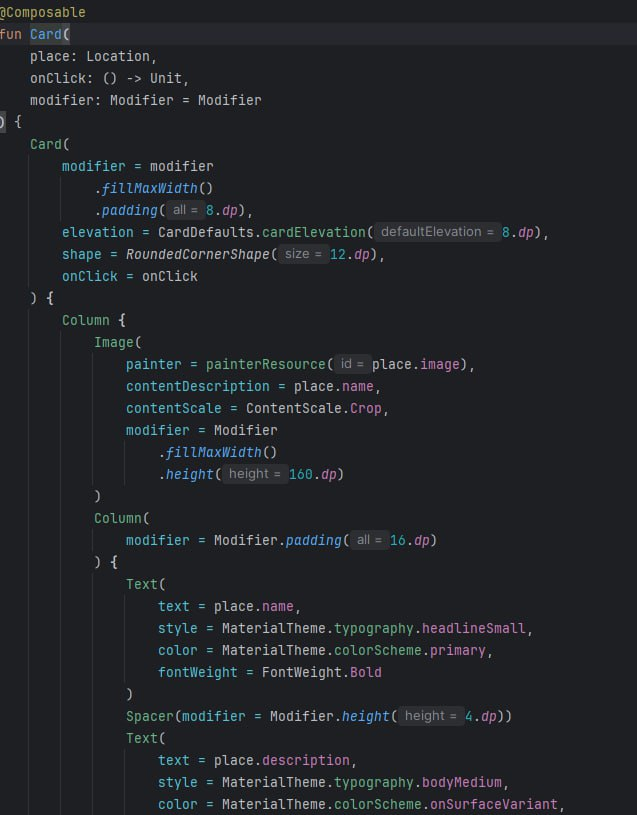 @Composable
fun Card(
    place: Location,
    onClick: () -> Unit,
    modifier: Modifier = Modifier
) {
    Card(
        modifier = modifier
            .fillMaxWidth()
            .padding( all = 8.dp),
        elevation = CardDefaults.cardElevation( defaultElevation = 8.dp),
        shape = RoundedCornerShape( size = 12.dp),
        onClick = onClick
    ) {
        Column {
            Image(
                painter = painterResource( id = place.image),
                contentDescription = place.name,
                contentScale = ContentScale.Crop,
                modifier = Modifier
                    .fillMaxWidth()
                    .height( height = 160.dp)
            )
            Column(
                modifier = Modifier.padding( all = 16.dp)
            ) {
                Text(
                    text = place.name,
                    style = MaterialTheme.typography.headlineSmall,
                    color = MaterialTheme.colorScheme.primary,
                    fontWeight = FontWeight.Bold
                )
                Spacer(modifier = Modifier.height( height = 4.dp))
                Text(
                    text = place.description,
                    style = MaterialTheme.typography.bodyMedium,
                    color = MaterialTheme.colorScheme.onSurfaceVariant,